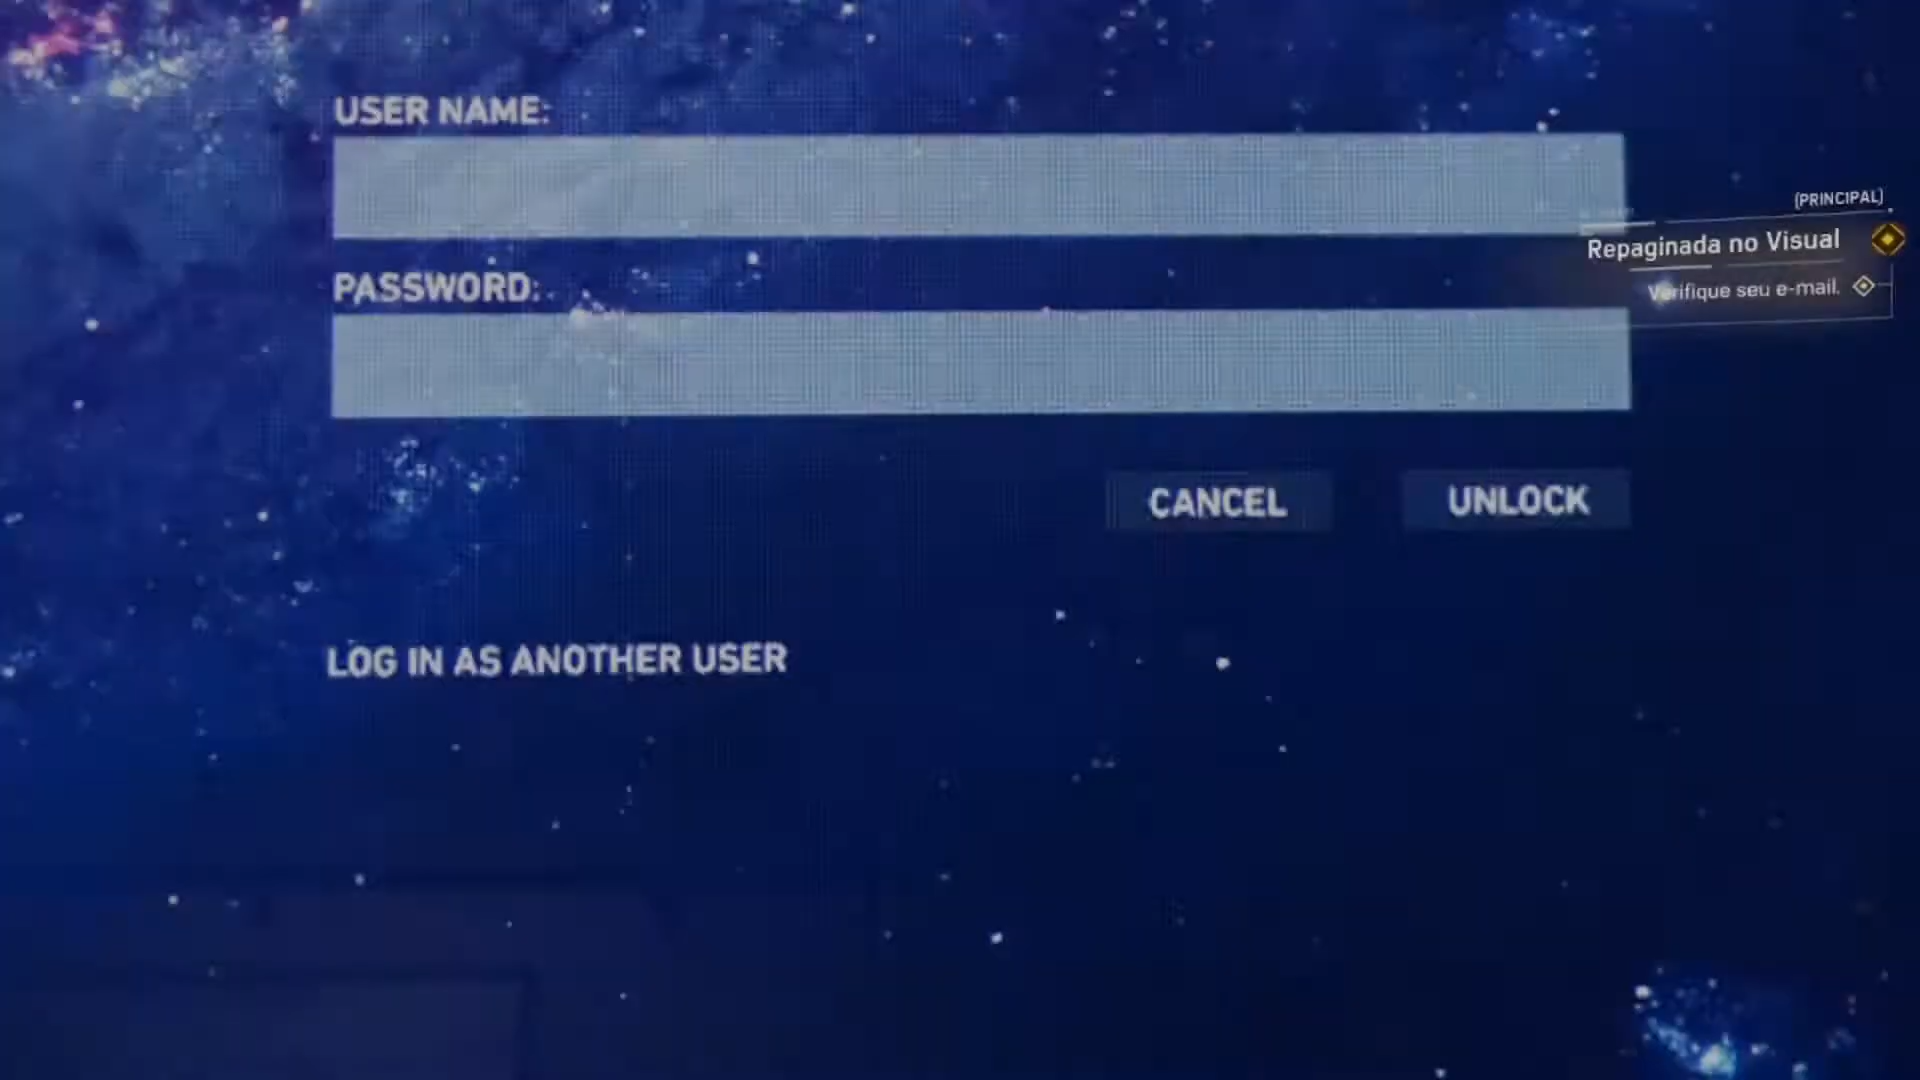 USER NAME:
(PRINCIPAL)
Repaginada no Visual
Verifique seu e-mail.
PASSWORD:
CANCEL
UNLOCK
LOG IN AS ANOTHER USER